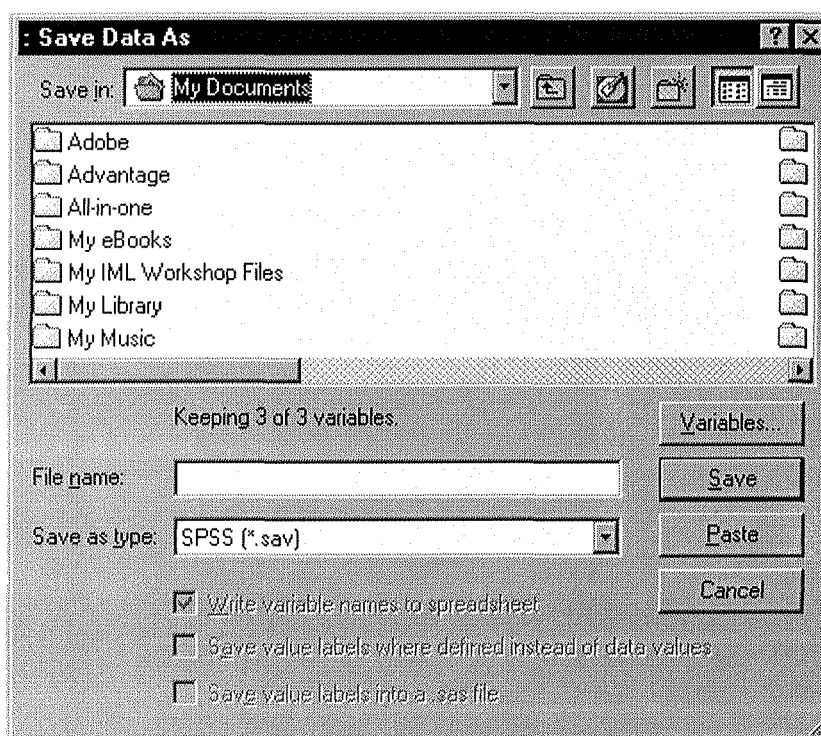 : Save Data As
Save in: My Documents
Adobe
Advantage
All-in-one
My eBooks
My IML Workshop Files
My Library
My Music
Keeping 3 of 3 variables.
Variables...
File name:
Save
Save as type: SPSS (*.sav)
Paste
Cancel
Write variable names to spreadsheet
Save value labels where defined instead of data values
Save value labels into a .sas file